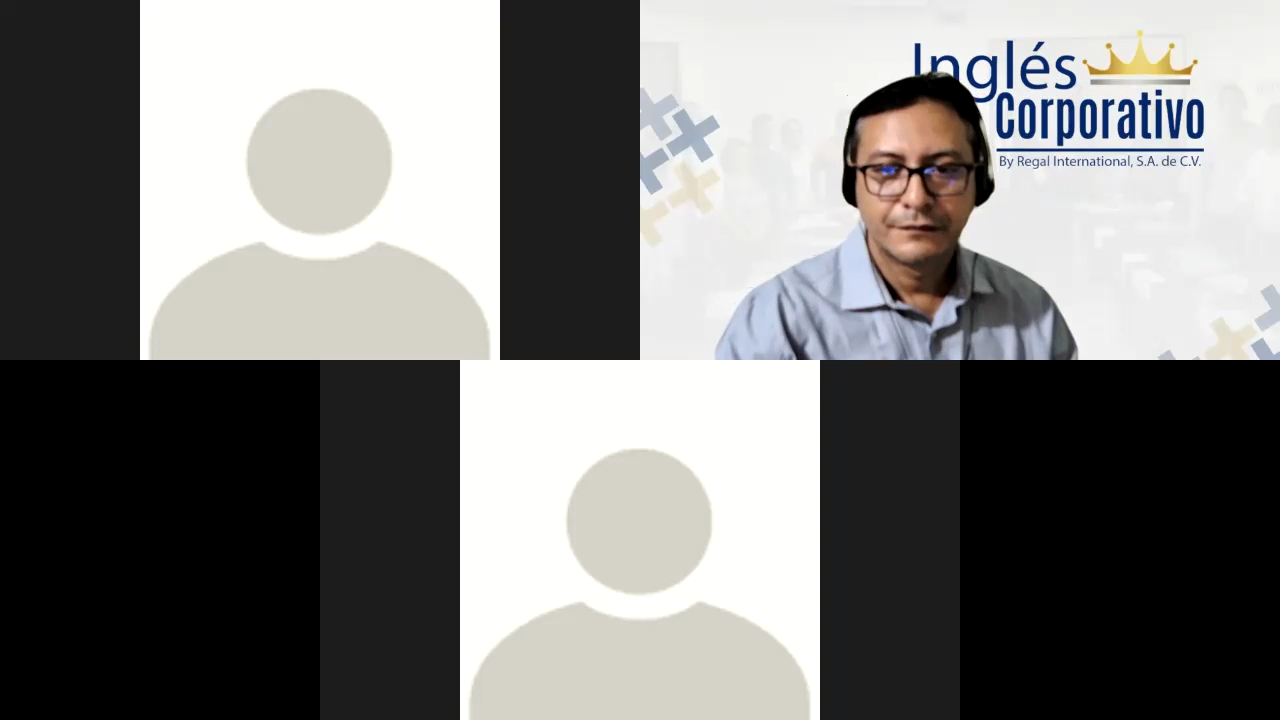 Inglés
Corporativo
By Regal International, S.A. de C.V.